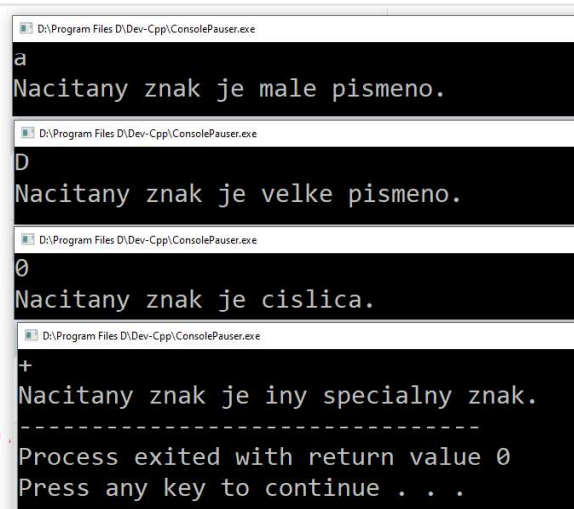 D:\Program Files D\Dev-Cpp\ConsolePauser.exe
a
Nacitany znak je male pismeno.
D:\Program Files D\Dev-Cpp\ConsolePauser.exe
D
Nacitany znak je velke pismeno.
D:\Program Files D\Dev-Cpp\ConsolePauser.exe
0
Nacitany znak je cislica.
D:\Program Files D\Dev-Cpp\ConsolePauser.exe
+
Nacitany znak je iny specialny znak.
--------------------------------
Process exited with return value 0
Press any key to continue . . .